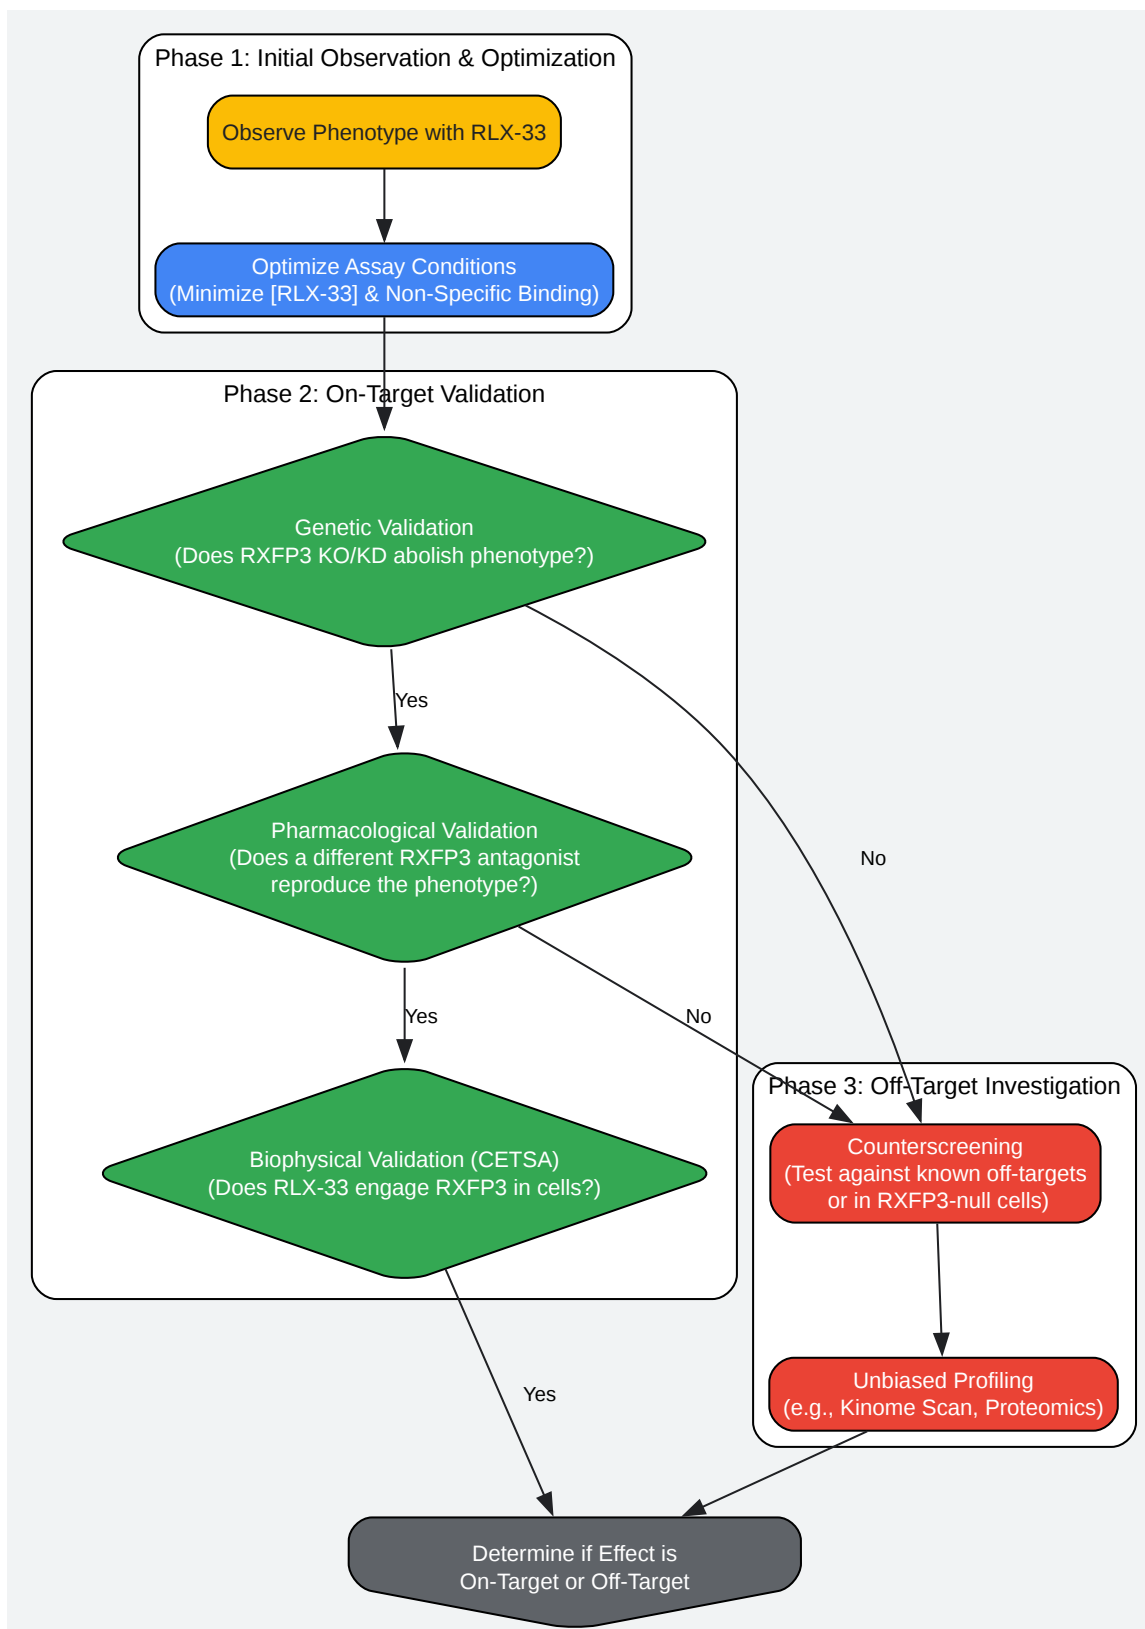 Phase 1: Initial Observation & Optimization
Observe Phenotype with RLX-33
Optimize Assay Conditions
(Minimize [RLX-33] & Non-Specific Binding)
Phase 2: On-Target Validation
Genetic Validation
(Does RXFP3 KO/KD abolish phenotype?)
Yes
No
Pharmacological Validation
(Does a different RXFP3 antagonist
reproduce the phenotype?)
Yes
No
Biophysical Validation (CETSA)
(Does RLX-33 engage RXFP3 in cells?)
Yes
Phase 3: Off-Target Investigation
Counterscreening
(Test against known off-targets
or in RXFP3-null cells)
Unbiased Profiling
(e.g., Kinome Scan, Proteomics)
Determine if Effect is
On-Target or Off-Target